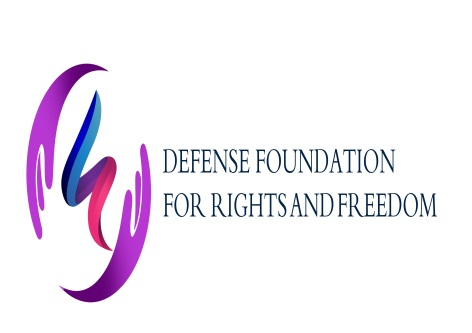 DEFENSE FOUNDATION
FOR RIGHTS AND FREEDOM